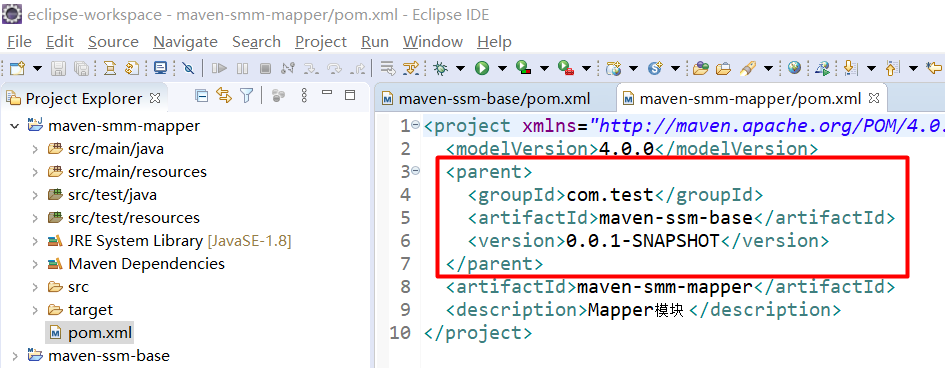 eclipse-workspace - maven-smm-mapper/pom.xml - Eclipse IDE
File Edit Source Navigate Search Project Run Window Help
Project Explorer
maven-smm-mapper
src/main/java
src/main/resources
src/test/java
src/test/resources
JRE System Library [JavaSE-1.8]
Maven Dependencies
src
target
pom.xml
maven-ssm-base
maven-ssm-base/pom.xml maven-smm-mapper/pom.xml
1 <project xmlns="http://maven.apache.org/POM/4.0.
2 <modelVersion>4.0.0</modelVersion>
3 <parent>
4 <groupId>com.test</groupId>
5 <artifactId>maven-ssm-base</artifactId>
6 <version>0.0.1-SNAPSHOT</version>
7 </parent>
8 <artifactId>maven-smm-mapper</artifactId>
9 <description>Mapper模块</description>
10 </project>